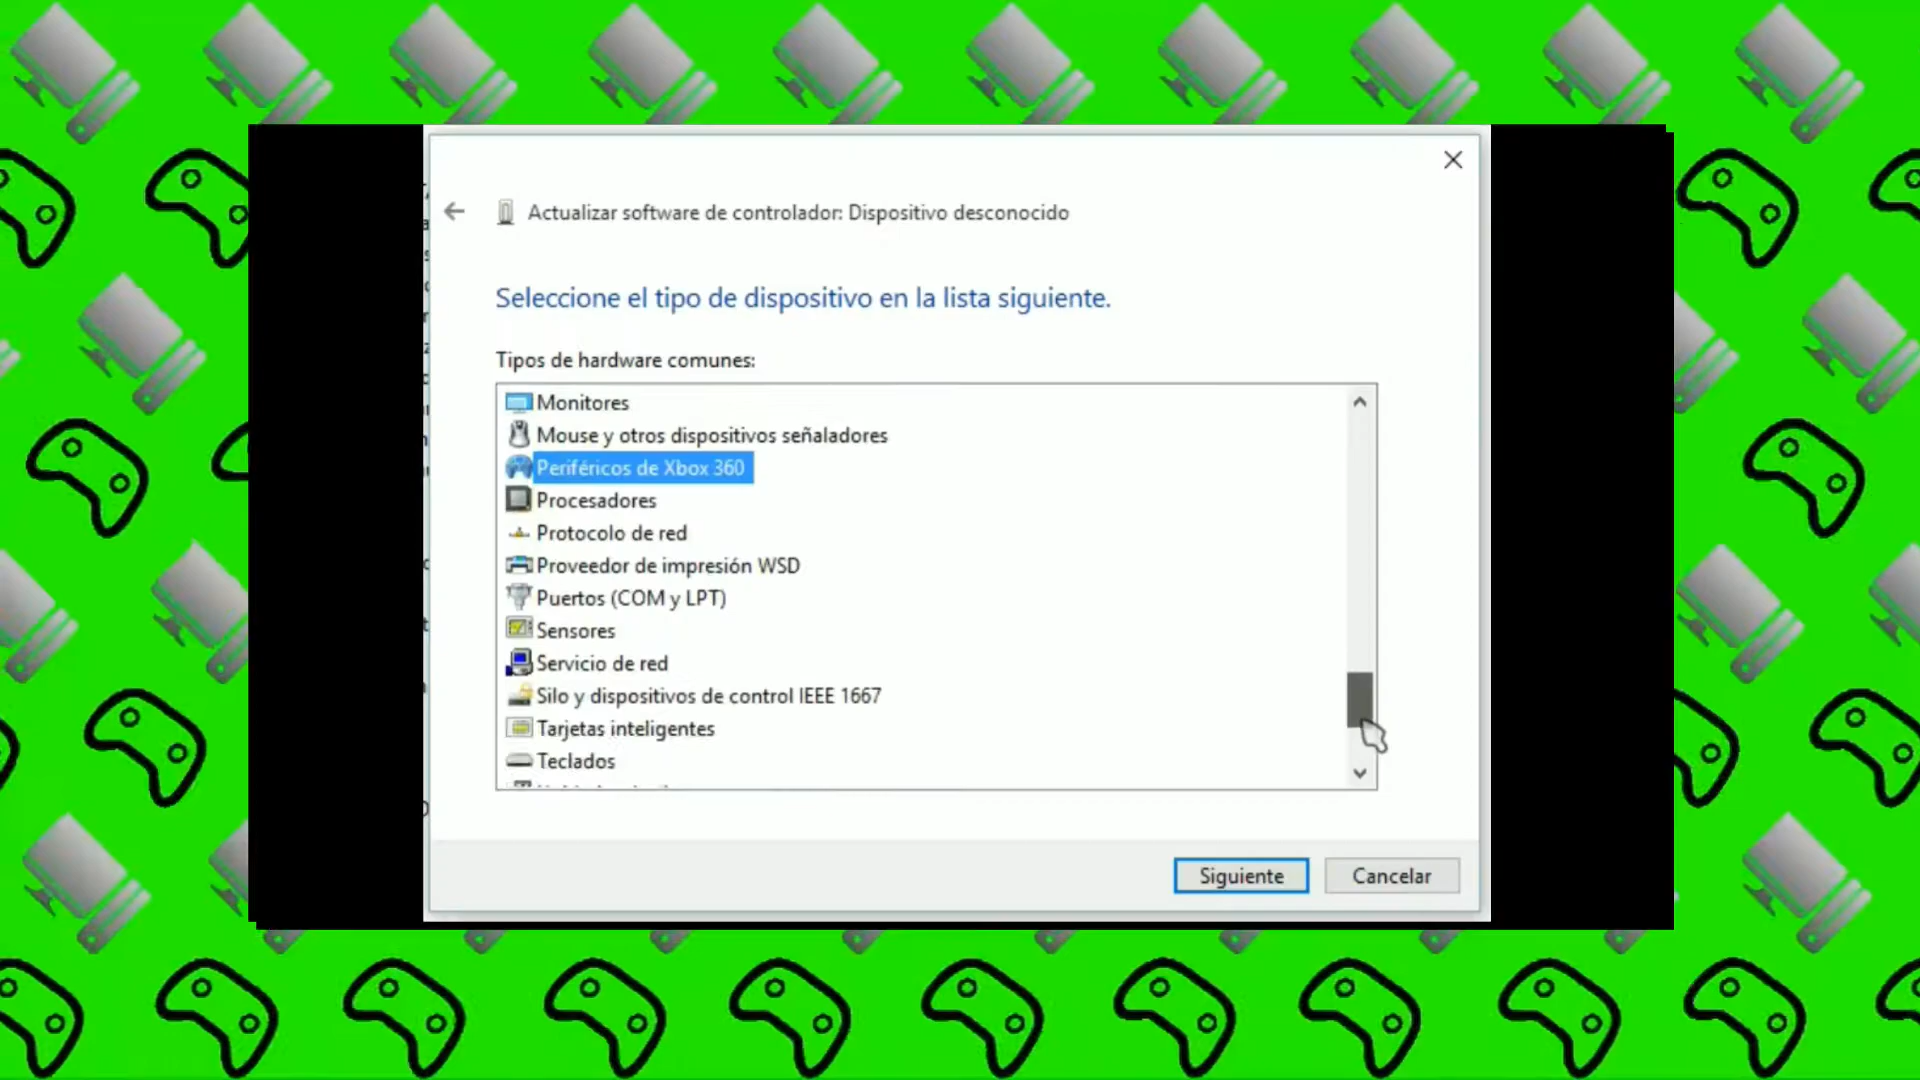 Actualizar software de controlador: Dispositivo desconocido
Seleccione el tipo de dispositivo en la lista siguiente.
Tipos de hardware comunes:
Monitores
Mouse y otros dispositivos señaladores
Periféricos de Xbox 360
Procesadores
Protocolo de red
Proveedor de impresión WSD
Puertos (COM y LPT)
Sensores
Servicio de red
Silo y dispositivos de control IEEE 1667
Tarjetas inteligentes
Teclados
Siguiente
Cancelar